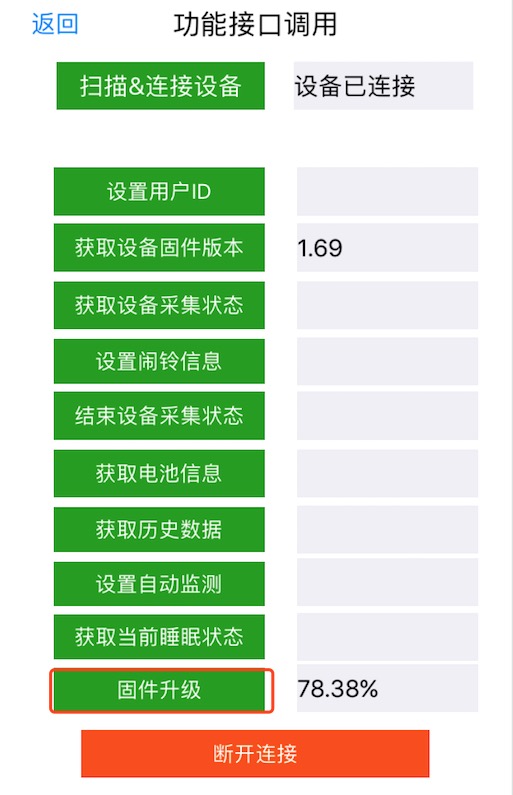 返回
功能接口调用
扫描&连接设备
设备已连接
设置用户ID
获取设备固件版本
1.69
获取设备采集状态
设置闹铃信息
结束设备采集状态
获取电池信息
获取历史数据
设置自动监测
获取当前睡眠状态
固件升级
78.38%
断开连接